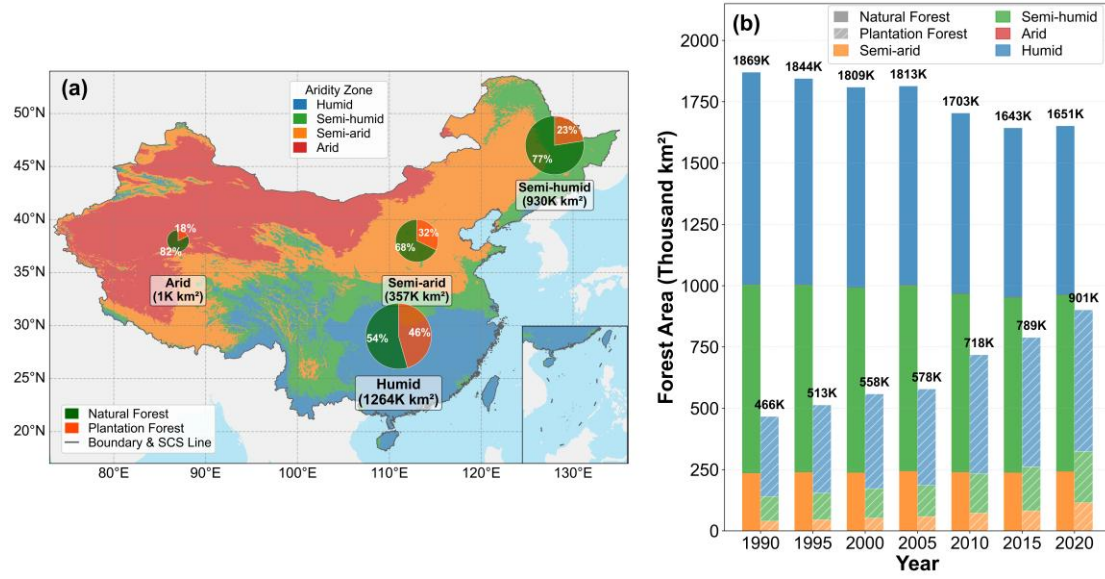 (a)
Aridity Zone
Humid
Semi-humid
Semi-arid
Arid
50°N
45°N
40°N
35°N
30°N
25°N
20°N
23%
77%
Semi-humid
(930K km²)
18%
82%
Arid
(1K km²)
32%
68%
Semi-arid
(357K km²)
54%
46%
Humid
(1264K km²)
Natural Forest
Plantation Forest
Boundary & SCS Line
80°E
90°E
100°E
110°E
120°E
130°E
(b)
Natural Forest
Plantation Forest
Semi-arid
Semi-humid
Arid
Humid
Forest Area (Thousand km²)
2000
1750
1500
1250
1000
750
500
250
0
1869K
1844K
1809K
1813K
1703K
1643K
1651K
466K
513K
558K
578K
718K
789K
901K
1990
1995
2000
2005
2010
2015
2020
Year